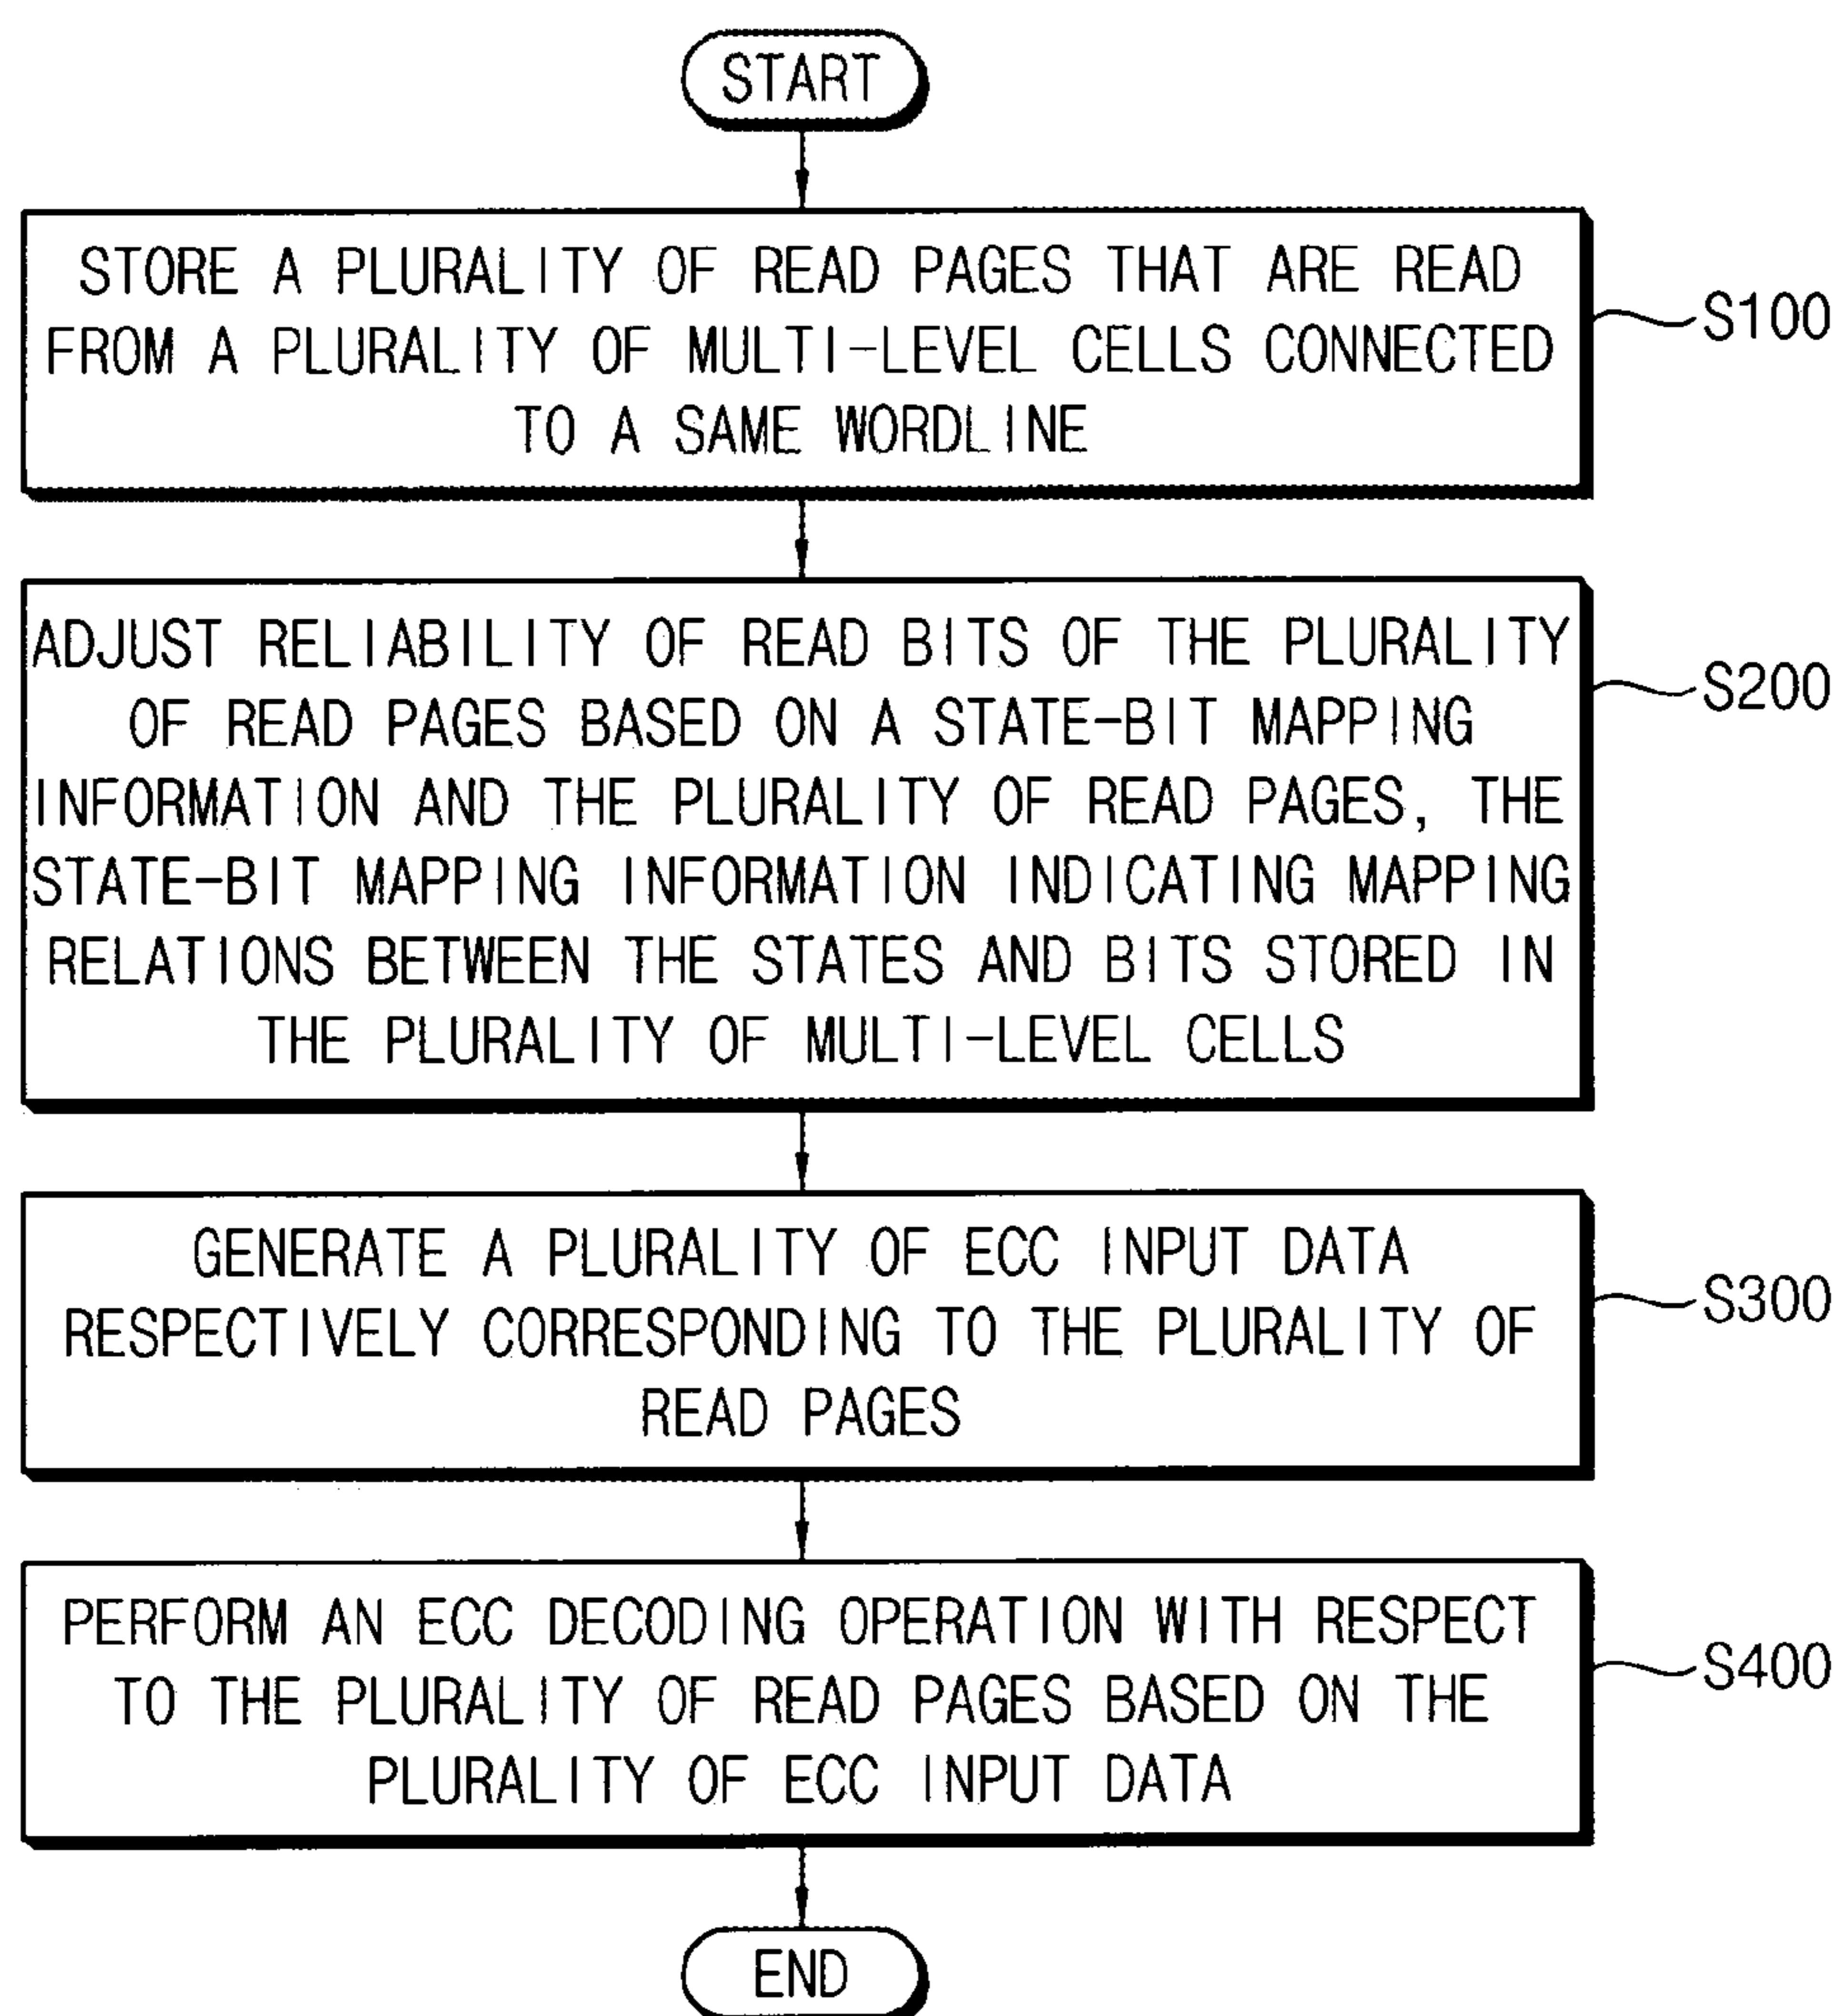 START
STORE A PLURALITY OF READ PAGES THAT ARE READ
FROM A PLURALITY OF MULTI-LEVEL CELLS CONNECTED
TO A SAME WORDLINE
S100
ADJUST RELIABILITY OF READ BITS OF THE PLURALITY
OF READ PAGES BASED ON A STATE-BIT MAPPING
INFORMATION AND THE PLURALITY OF READ PAGES, THE
STATE-BIT MAPPING INFORMATION INDICATING MAPPING
RELATIONS BETWEEN THE STATES AND BITS STORED IN
THE PLURALITY OF MULTI-LEVEL CELLS
S200
GENERATE A PLURALITY OF ECC INPUT DATA
RESPECTIVELY CORRESPONDING TO THE PLURALITY OF
READ PAGES
S300
PERFORM AN ECC DECODING OPERATION WITH RESPECT
TO THE PLURALITY OF READ PAGES BASED ON THE
PLURALITY OF ECC INPUT DATA
S400
END